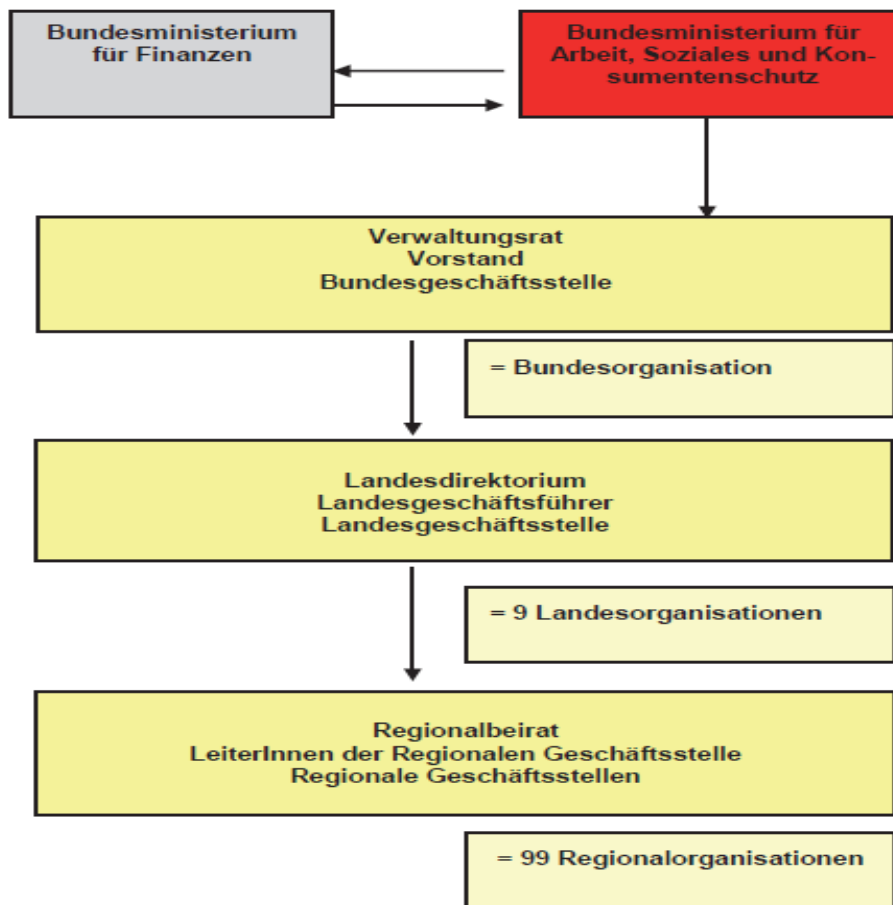 Bundesministerium
für Finanzen
Bundesministerium für
Arbeit, Soziales und Kon-
sumentenschutz
Verwaltungsrat
Vorstand
Bundesgeschäftsstelle
= Bundesorganisation
Landesdirektorium
Landesgeschäftsführer
Landesgeschäftsstelle
= 9 Landesorganisationen
Regionalbeirat
LeiterInnen der Regionalen Geschäftsstelle
Regionale Geschäftsstellen
= 99 Regionalorganisationen